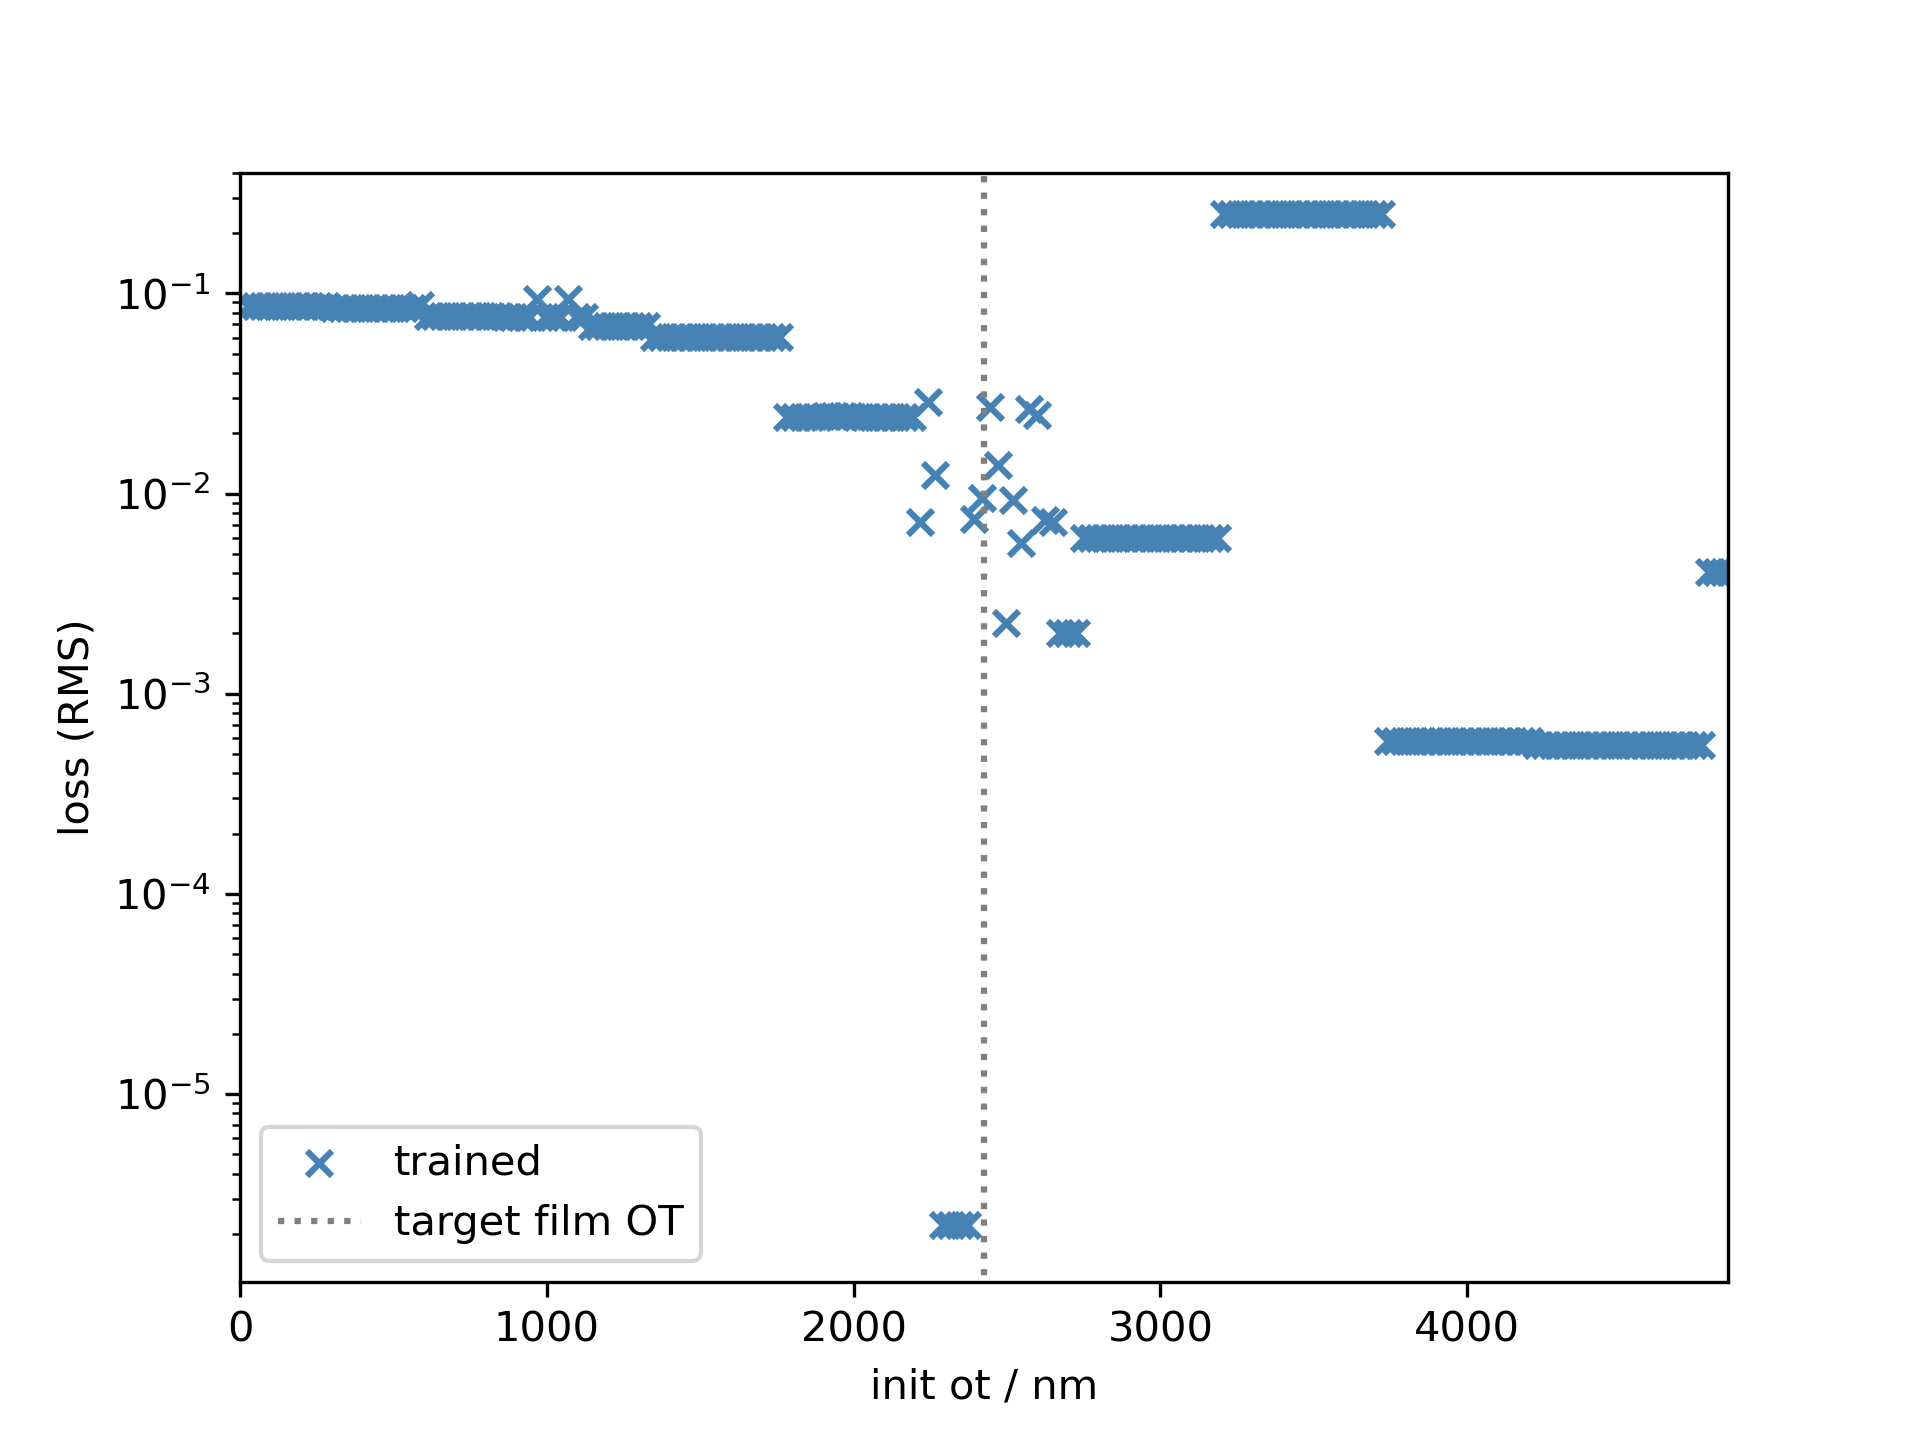 10⁻¹
10⁻²
10⁻³
10⁻⁴
10⁻⁵
loss (RMS)
trained
target film OT
0 1000 2000 3000 4000
init ot / nm